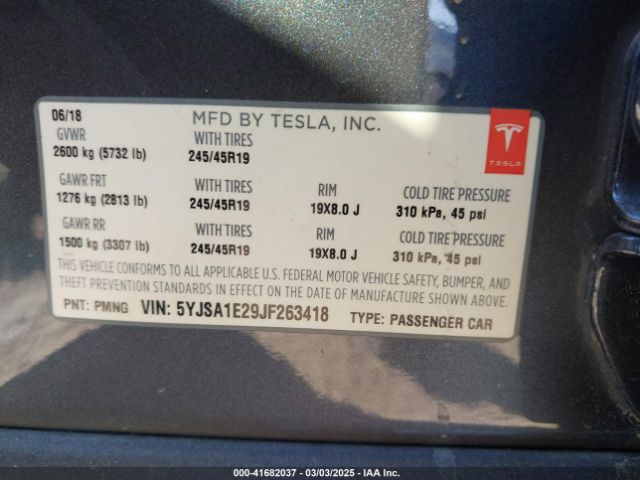 06/18 MFD BY TESLA, INC.
GVWR WITH TIRES
2600 kg (5732 lb) 245/45R19
GAWR FRT WITH TIRES RIM COLD TIRE PRESSURE
1276 kg (2813 lb) 245/45R19 19X8.0 J 310 kPa, 45 psi
GAWR RR WITH TIRES RIM COLD TIRE PRESSURE
1500 kg (3307 lb) 245/45R19 19X8.0 J 310 kPa, 45 psi
THIS VEHICLE CONFORMS TO ALL APPLICABLE U.S. FEDERAL MOTOR VEHICLE SAFETY, BUMPER, AND
THEFT PREVENTION STANDARDS IN EFFECT ON THE DATE OF MANUFACTURE SHOWN ABOVE.
PNT: PMNG VIN: 5YJSA1E29JF263418 TYPE: PASSENGER CAR
TESLA
000-41682037 - 03/03/2025 - IAA Inc.